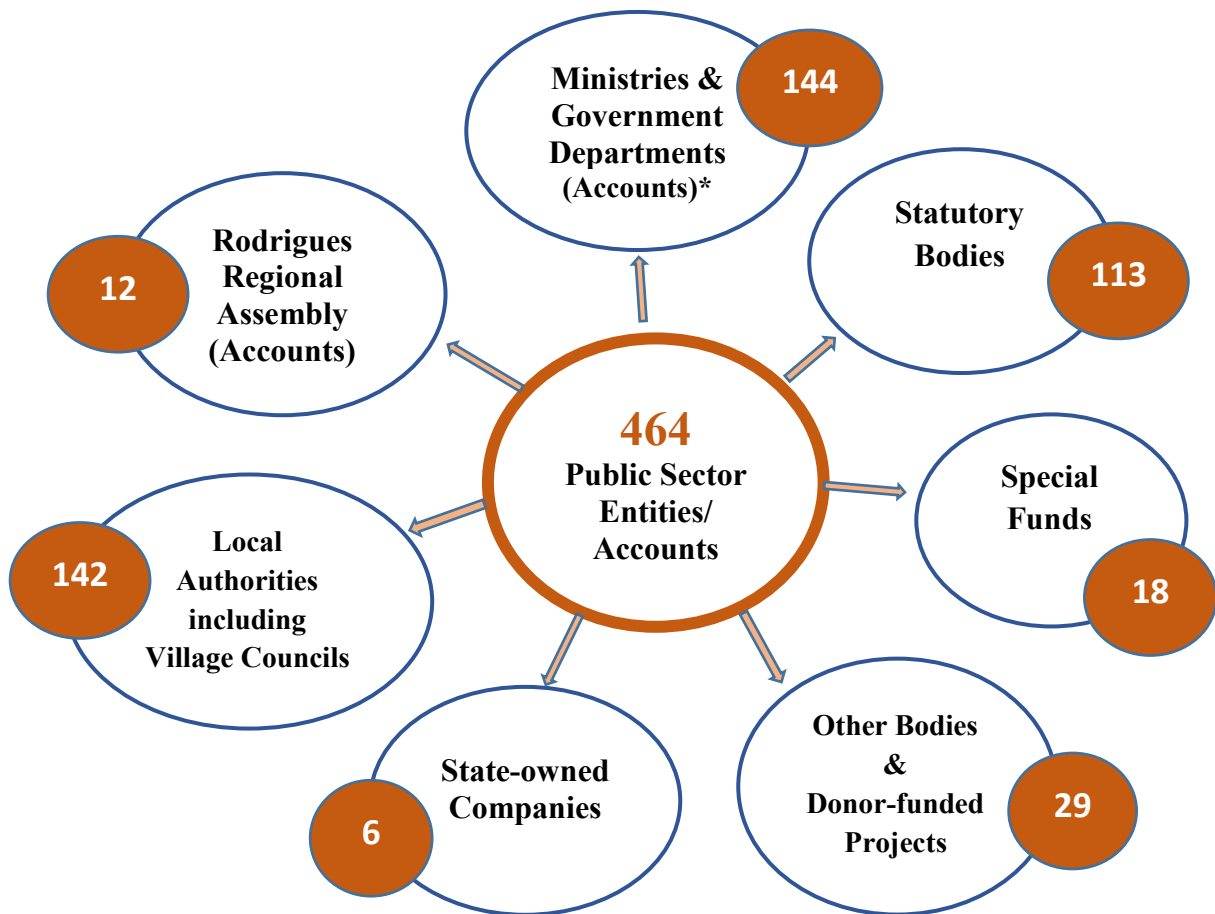 Ministries &
Government
Departments
(Accounts)*
144
Statutory
Bodies
113
Rodrigues
Regional
Assembly
(Accounts)
12
464
Public Sector
Entities/
Accounts
Special
Funds
18
Local
Authorities
including
Village Councils
142
State-owned
Companies
6
Other Bodies
&
Donor-funded
Projects
29